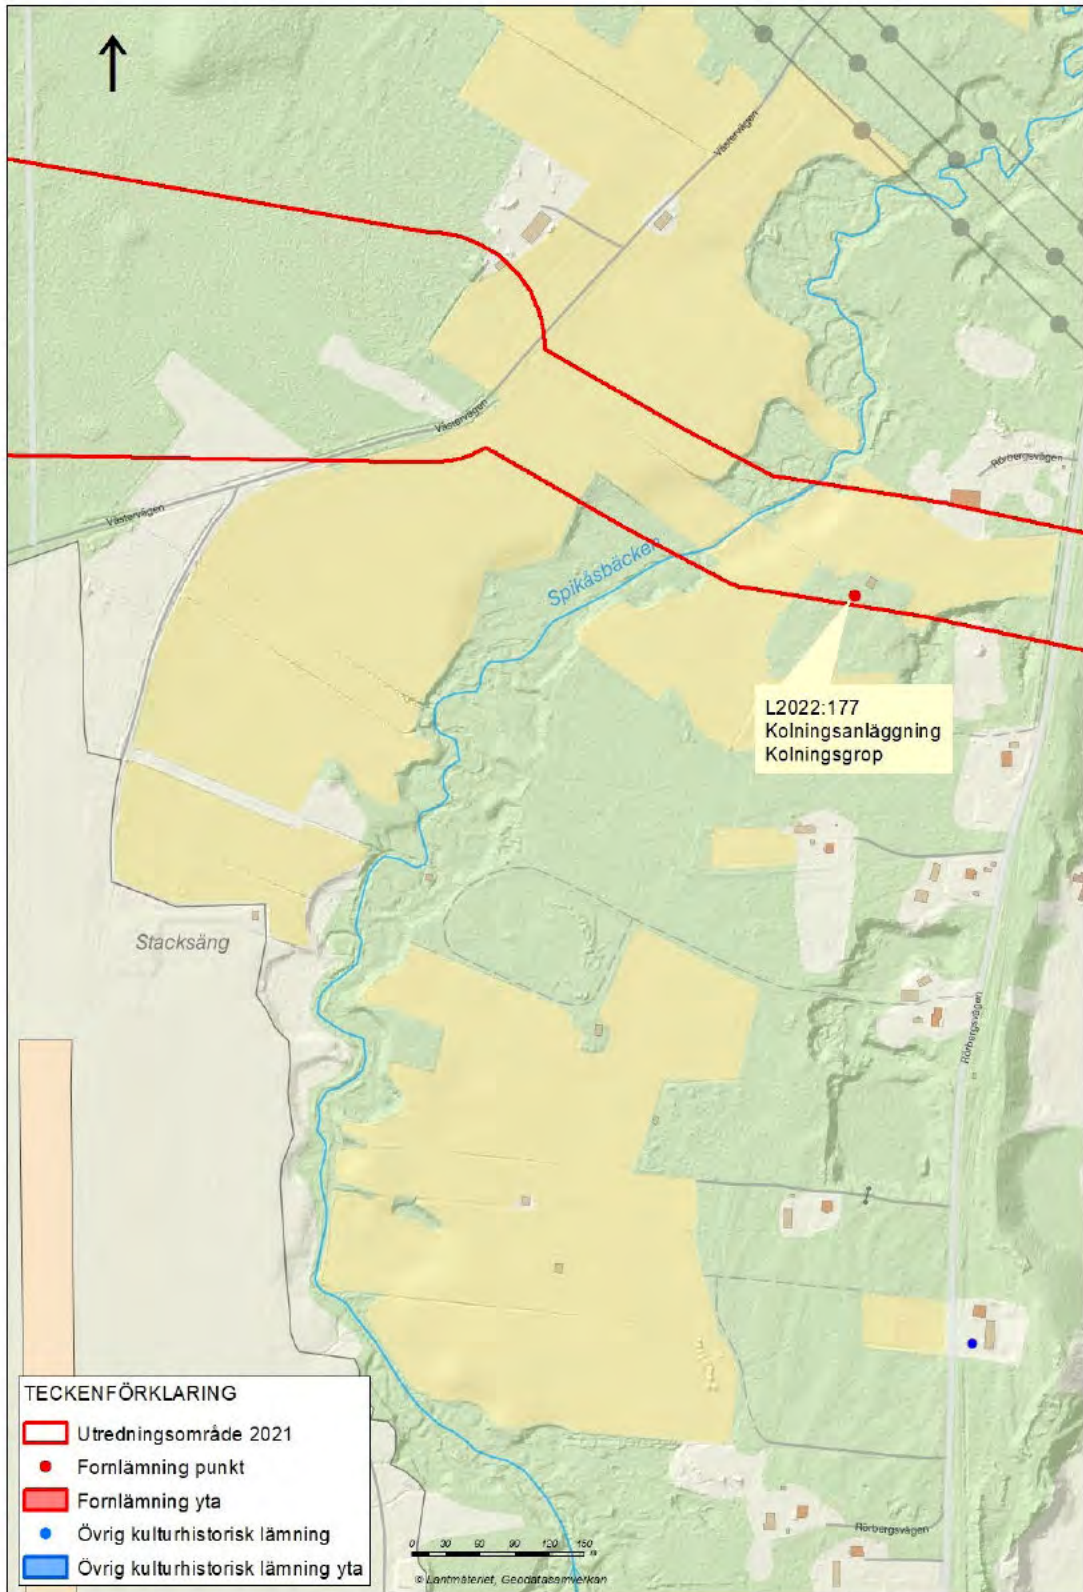 Västervägen
Västervägen
Västervägen
Rörbergsvägen
Spikåsbäcken
L2022:177
Kolningsanläggning
Kolningsgrop
Stacksäng
Rörbergsvägen
TECKENFÖRKLARING
Utredningsområde 2021
Fornlämning punkt
Fornlämning yta
Övrig kulturhistorisk lämning
Övrig kulturhistorisk lämning yta
Rörbergsvägen
0 30 60 90 120 150
m
© Lantmäteriet, Geodatasamverkan